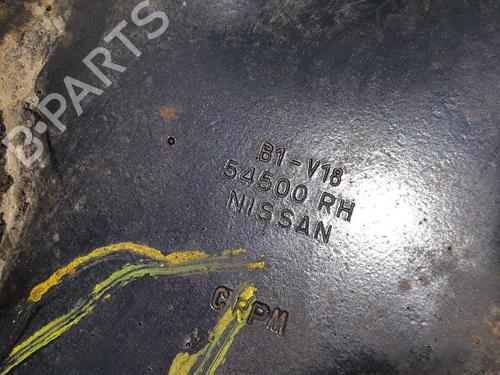 B-PARTS
B1-V18
54500 RH
NISSAN
CPPM